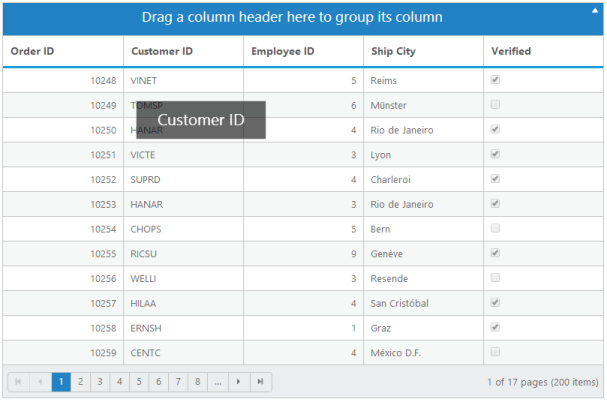 Drag a column header here to group its column
Order ID Customer ID Employee ID Ship City Verified
10248 VINET 5 Reims
10249 TOMSP 6 Münster
Customer ID
10250 HANAR 4 Rio de Janeiro
10251 VICTE 3 Lyon
10252 SUPRD 4 Charleroi
10253 HANAR 3 Rio de Janeiro
10254 CHOPS 5 Bern
10255 RICSU 9 Genève
10256 WELLI 3 Resende
10257 HILAA 4 San Cristóbal
10258 ERNSH 1 Graz
10259 CENTC 4 México D.F.
1 2 3 4 5 6 7 8 ... 1 of 17 pages (200 items)